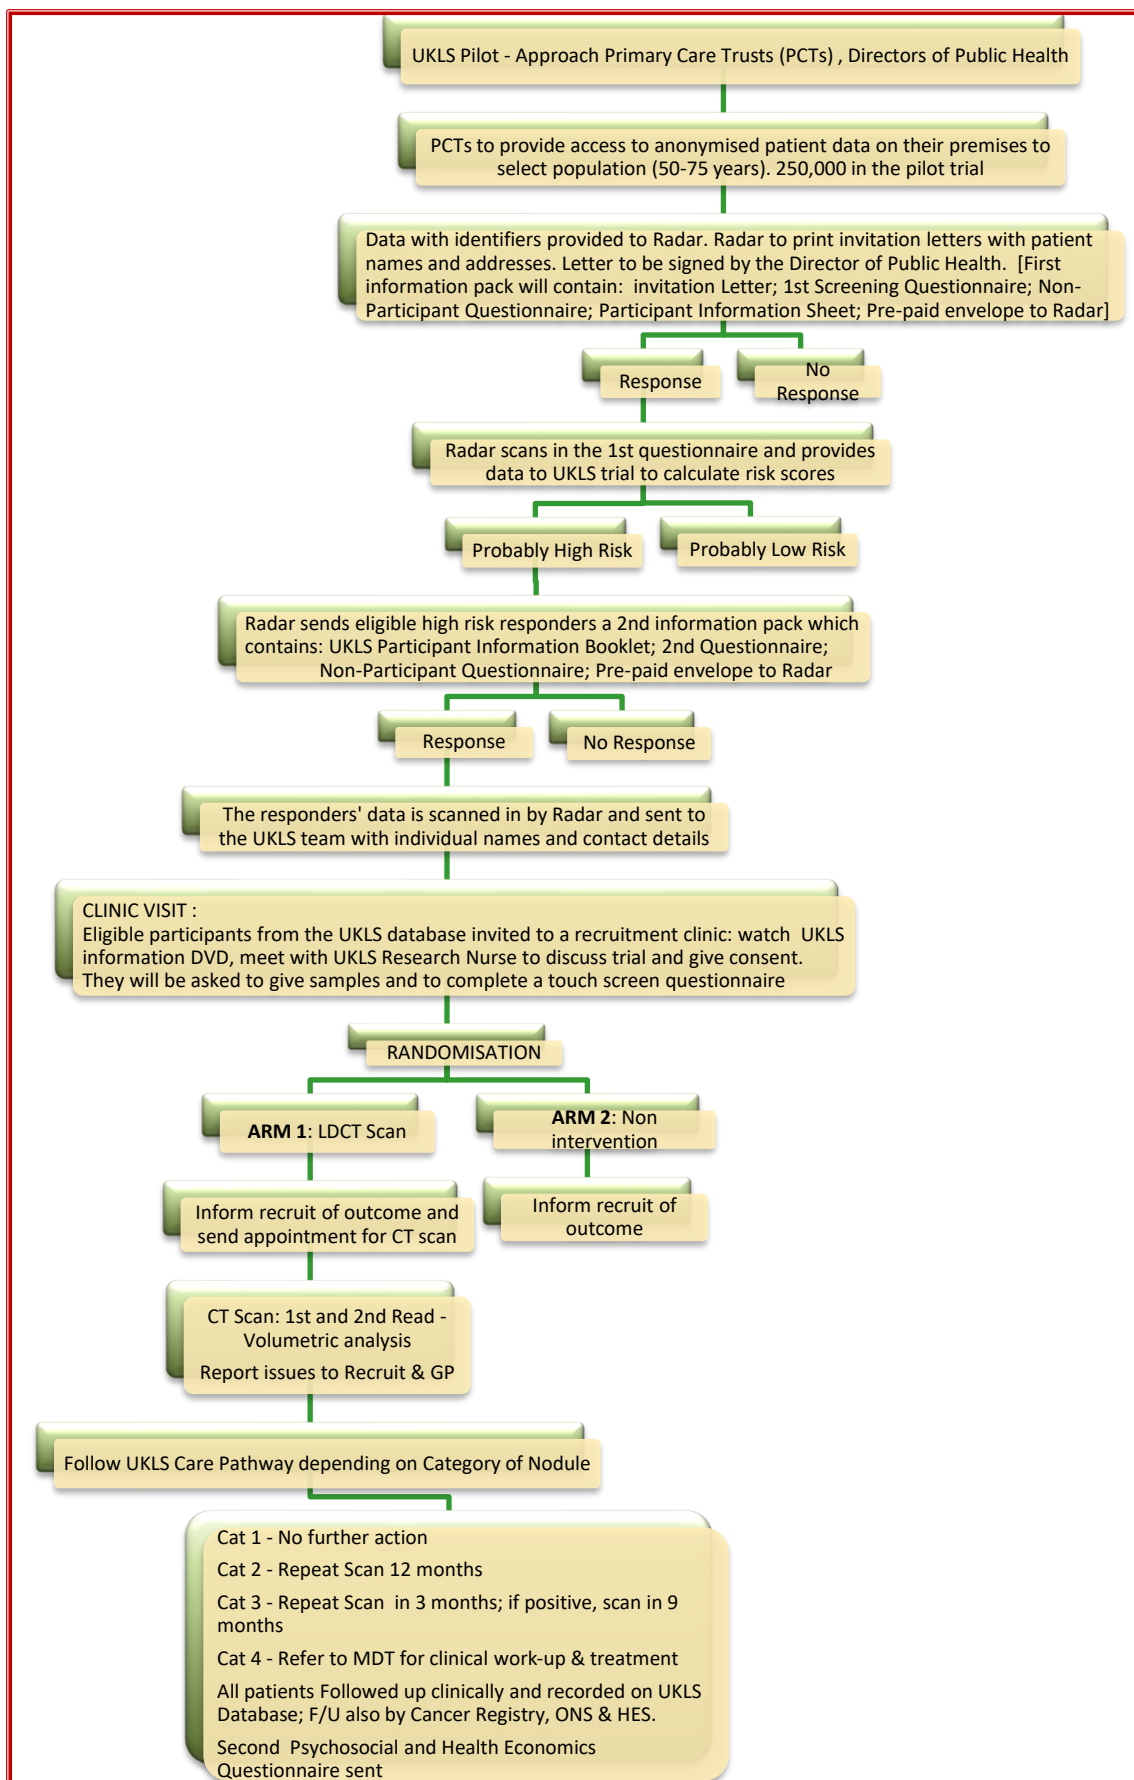 UKLS Pilot - Approach Primary Care Trusts (PCTs) , Directors of Public Health
PCTs to provide access to anonymised patient data on their premises to
select population (50-75 years). 250,000 in the pilot trial
Data with identifiers provided to Radar. Radar to print invitation letters with patient
names and addresses. Letter to be signed by the Director of Public Health. [First
information pack will contain: invitation Letter; 1st Screening Questionnaire; Non-
Participant Questionnaire; Participant Information Sheet; Pre-paid envelope to Radar]
Response
No
Response
Radar scans in the 1st questionnaire and provides
data to UKLS trial to calculate risk scores
Probably High Risk
Probably Low Risk
Radar sends eligible high risk responders a 2nd information pack which
contains: UKLS Participant Information Booklet; 2nd Questionnaire;
Non-Participant Questionnaire; Pre-paid envelope to Radar
Response
No Response
The responders' data is scanned in by Radar and sent to
the UKLS team with individual names and contact details
CLINIC VISIT :
Eligible participants from the UKLS database invited to a recruitment clinic: watch UKLS
information DVD, meet with UKLS Research Nurse to discuss trial and give consent.
They will be asked to give samples and to complete a touch screen questionnaire
RANDOMISATION
ARM 1: LDCT Scan
ARM 2: Non
intervention
Inform recruit of outcome and
send appointment for CT scan
Inform recruit of
outcome
CT Scan: 1st and 2nd Read -
Volumetric analysis
Report issues to Recruit & GP
Follow UKLS Care Pathway depending on Category of Nodule
Cat 1 - No further action
Cat 2 - Repeat Scan 12 months
Cat 3 - Repeat Scan in 3 months; if positive, scan in 9
months
Cat 4 - Refer to MDT for clinical work-up & treatment
All patients Followed up clinically and recorded on UKLS
Database; F/U also by Cancer Registry, ONS & HES.
Second Psychosocial and Health Economics
Questionnaire sent